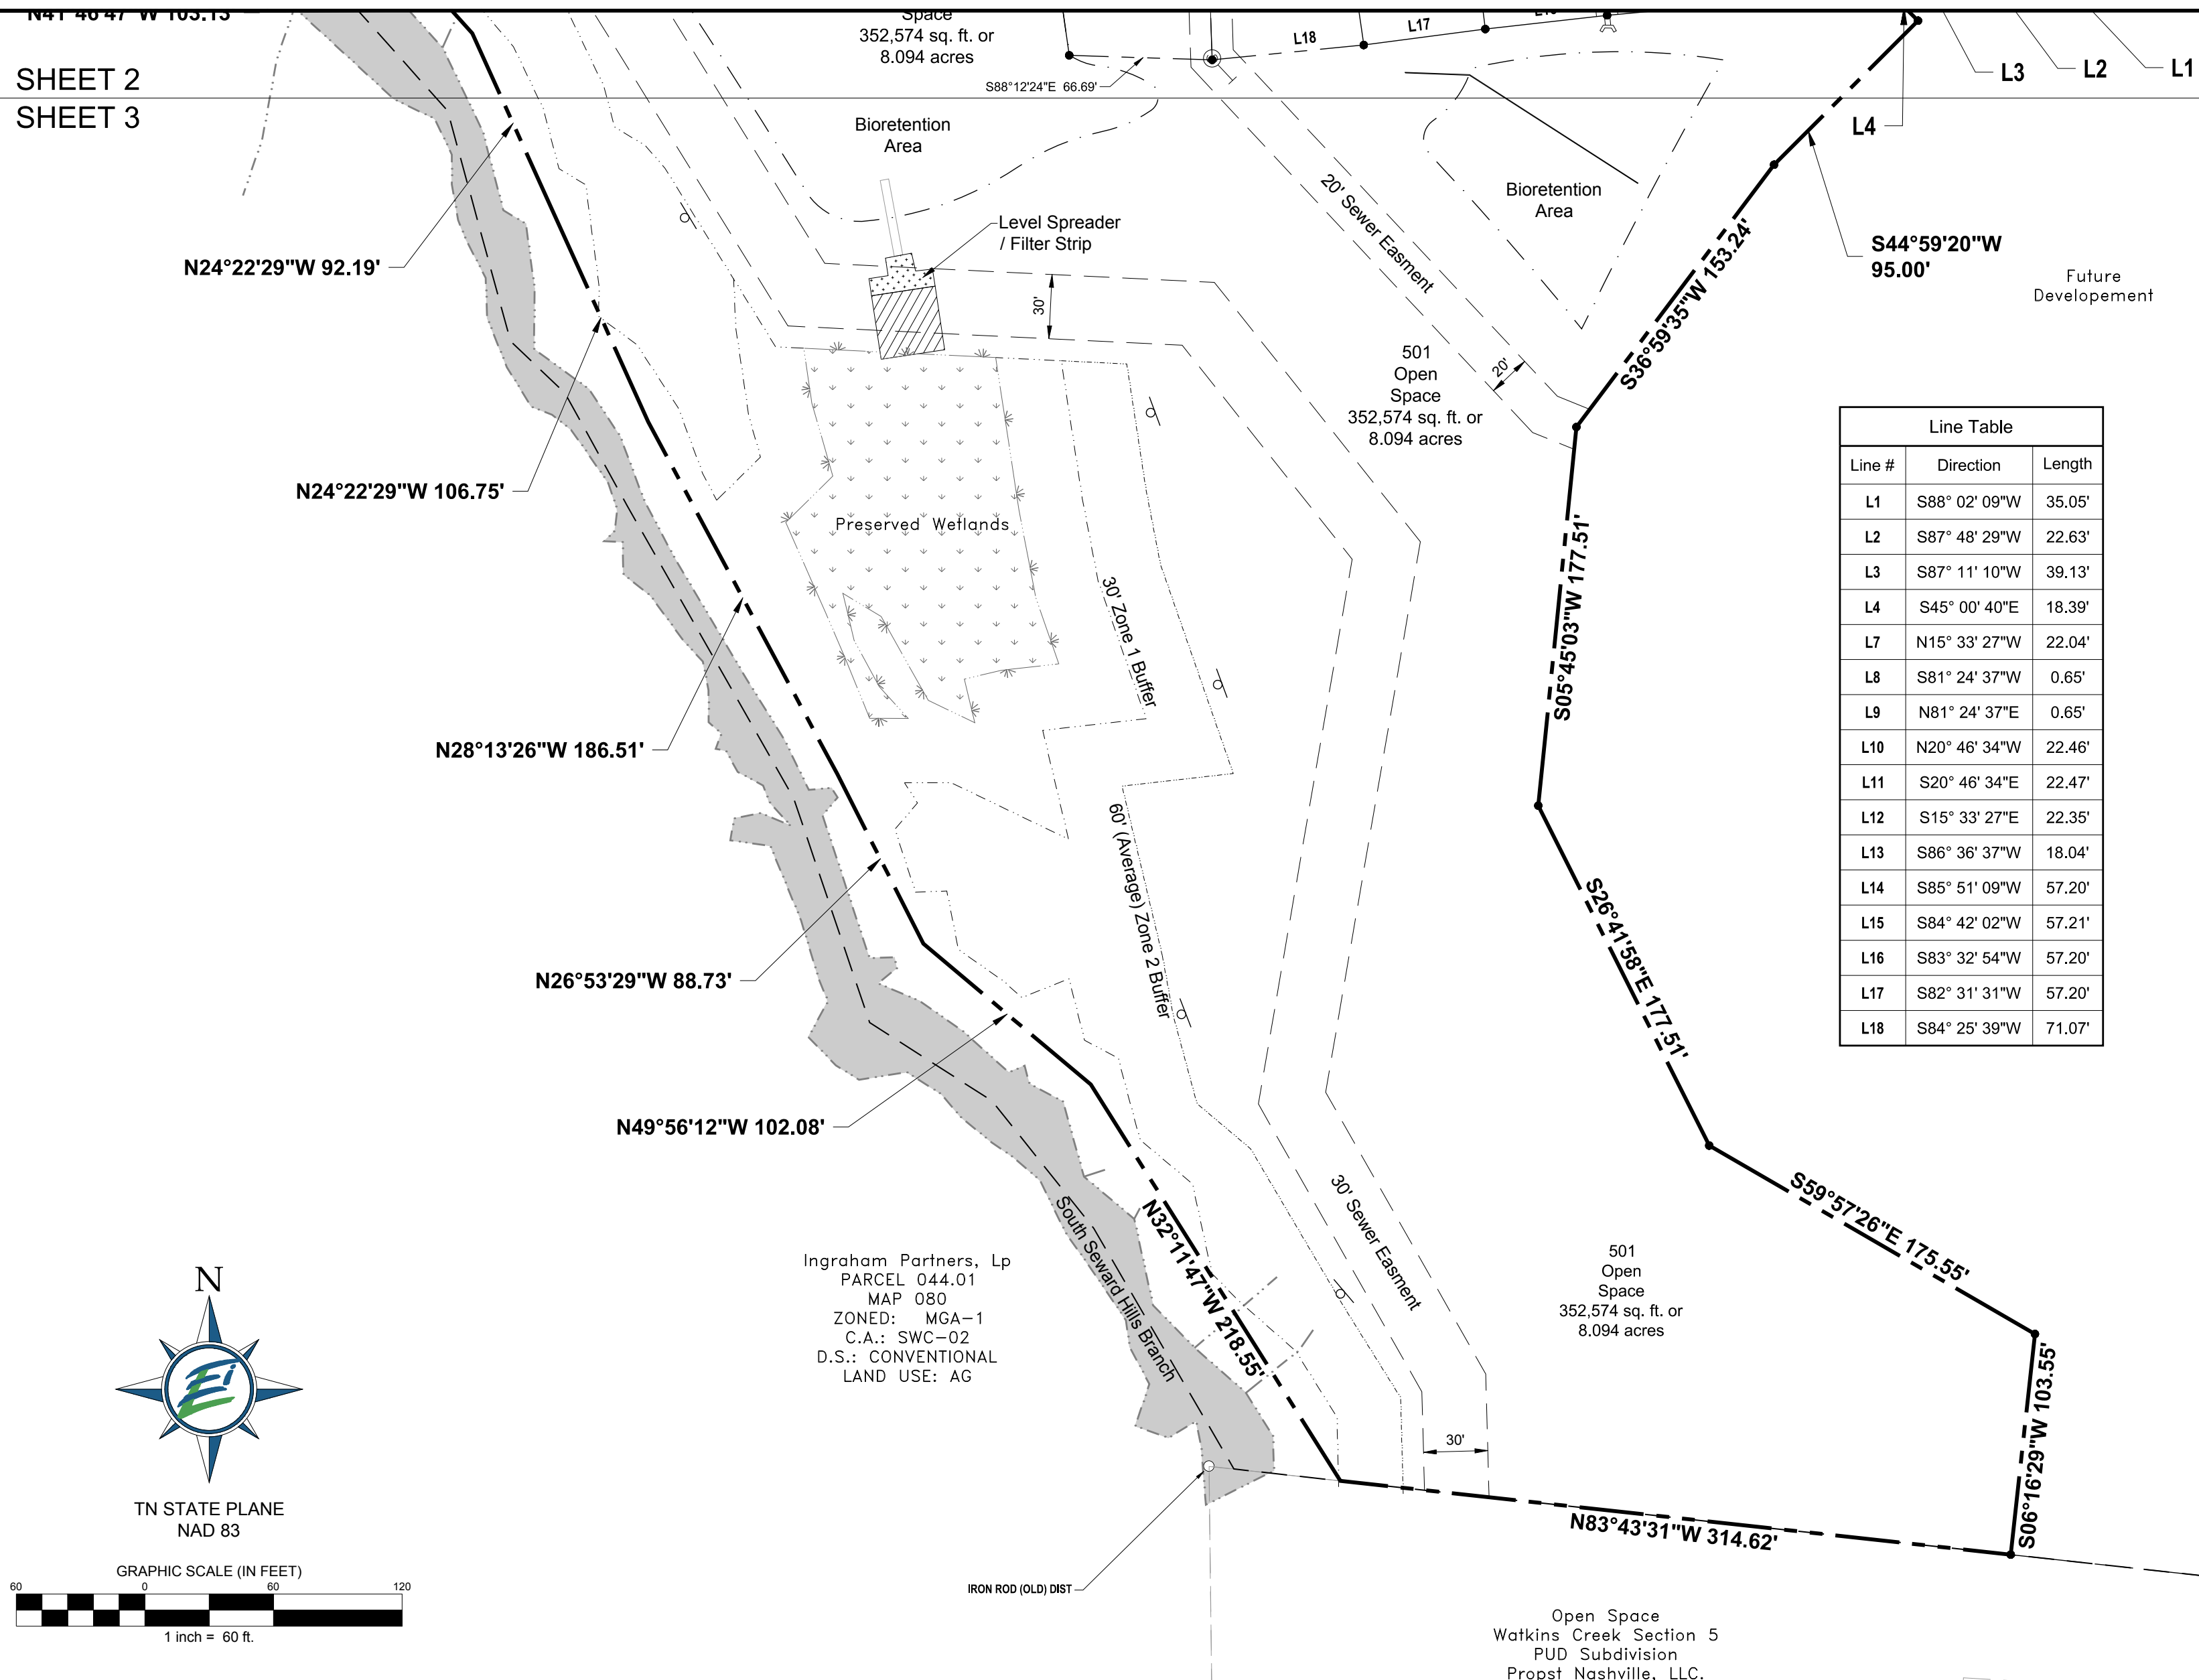 N41°46'47"W 103.13'
SHEET 2
SHEET 3
Space
352,574 sq. ft. or
8.094 acres
S88°12'24"E 66.69'
L18
L17
L3
L2
L1
L4
Bioretention
Area
Level Spreader
/ Filter Strip
20' Sewer Easment
Bioretention
Area
S44°59'20"W
95.00'
Future
Developement
N24°22'29"W 92.19'
30'
S36°59'35"W 153.24'
20'
501
Open
Space
352,574 sq. ft. or
8.094 acres
N24°22'29"W 106.75'
Preserved Wetlands
30' Zone 1 Buffer
S05°45'03"W 177.51'
N28°13'26"W 186.51'
60' (Average) Zone 2 Buffer
N26°53'29"W 88.73'
S26°41'58"E 177.51'
N49°56'12"W 102.08'
Line Table
Line # Direction Length
L1 S88° 02' 09"W 35.05'
L2 S87° 48' 29"W 22.63'
L3 S87° 11' 10"W 39.13'
L4 S45° 00' 40"E 18.39'
L7 N15° 33' 27"W 22.04'
L8 S81° 24' 37"W 0.65'
L9 N81° 24' 37"E 0.65'
L10 N20° 46' 34"W 22.46'
L11 S20° 46' 34"E 22.47'
L12 S15° 33' 27"E 22.35'
L13 S86° 36' 37"W 18.04'
L14 S85° 51' 09"W 57.20'
L15 S84° 42' 02"W 57.21'
L16 S83° 32' 54"W 57.20'
L17 S82° 31' 31"W 57.20'
L18 S84° 25' 39"W 71.07'
South Seward Hills Branch
N32°11'47"W 218.55'
30' Sewer Easment
S59°57'26"E 175.55'
Ingraham Partners, Lp
PARCEL 044.01
MAP 080
ZONED: MGA-1
C.A.: SWC-02
D.S.: CONVENTIONAL
LAND USE: AG
501
Open
Space
352,574 sq. ft. or
8.094 acres
S06°16'29"W 103.55'
30'
N83°43'31"W 314.62'
IRON ROD (OLD) DIST
N
Ei
TN STATE PLANE
NAD 83
GRAPHIC SCALE (IN FEET)
60 0 60 120
1 inch = 60 ft.
Open Space
Watkins Creek Section 5
PUD Subdivision
Propst Nashville, LLC.